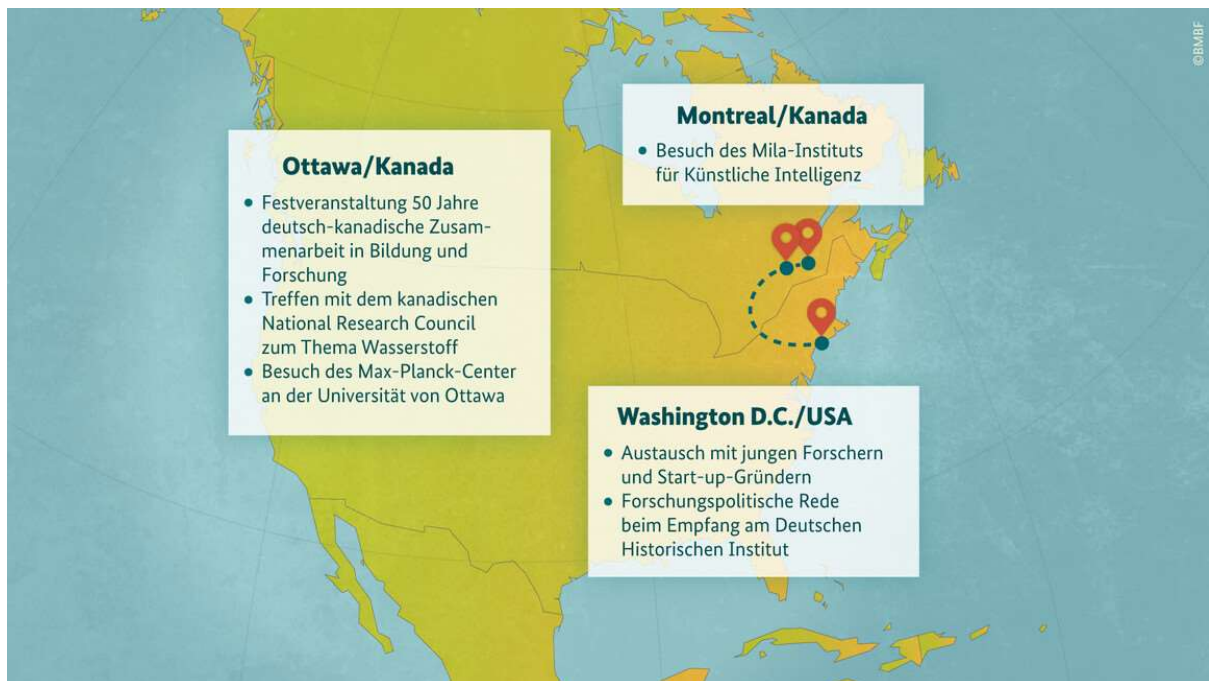 ©BMBF
Ottawa/Kanada
• Festveranstaltung 50 Jahre
deutsch-kanadische Zusam-
menarbeit in Bildung und
Forschung
• Treffen mit dem kanadischen
National Research Council
zum Thema Wasserstoff
• Besuch des Max-Planck-Center
an der Universität von Ottawa
Montreal/Kanada
• Besuch des Mila-Instituts
für Künstliche Intelligenz
Washington D.C./USA
• Austausch mit jungen Forschern
und Start-up-Gründern
• Forschungspolitische Rede
beim Empfang am Deutschen
Historischen Institut